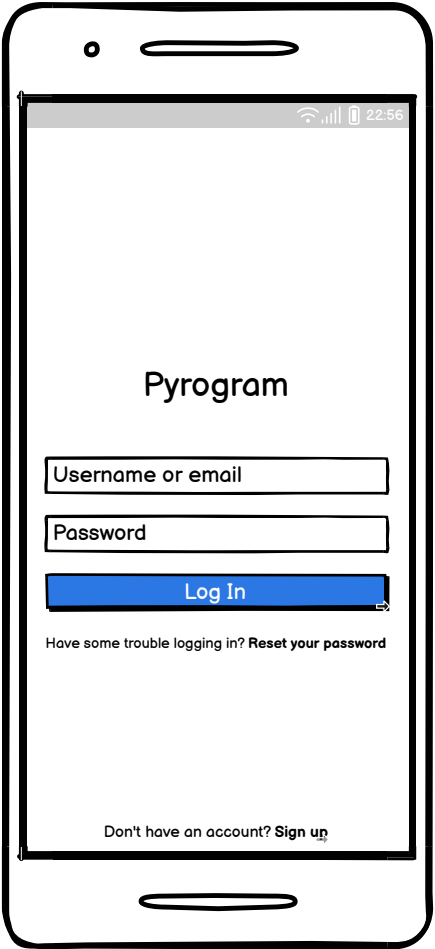 22:56
Pyrogram
Username or email
Password
Log In
Have some trouble logging in? Reset your password
Don't have an account? Sign up